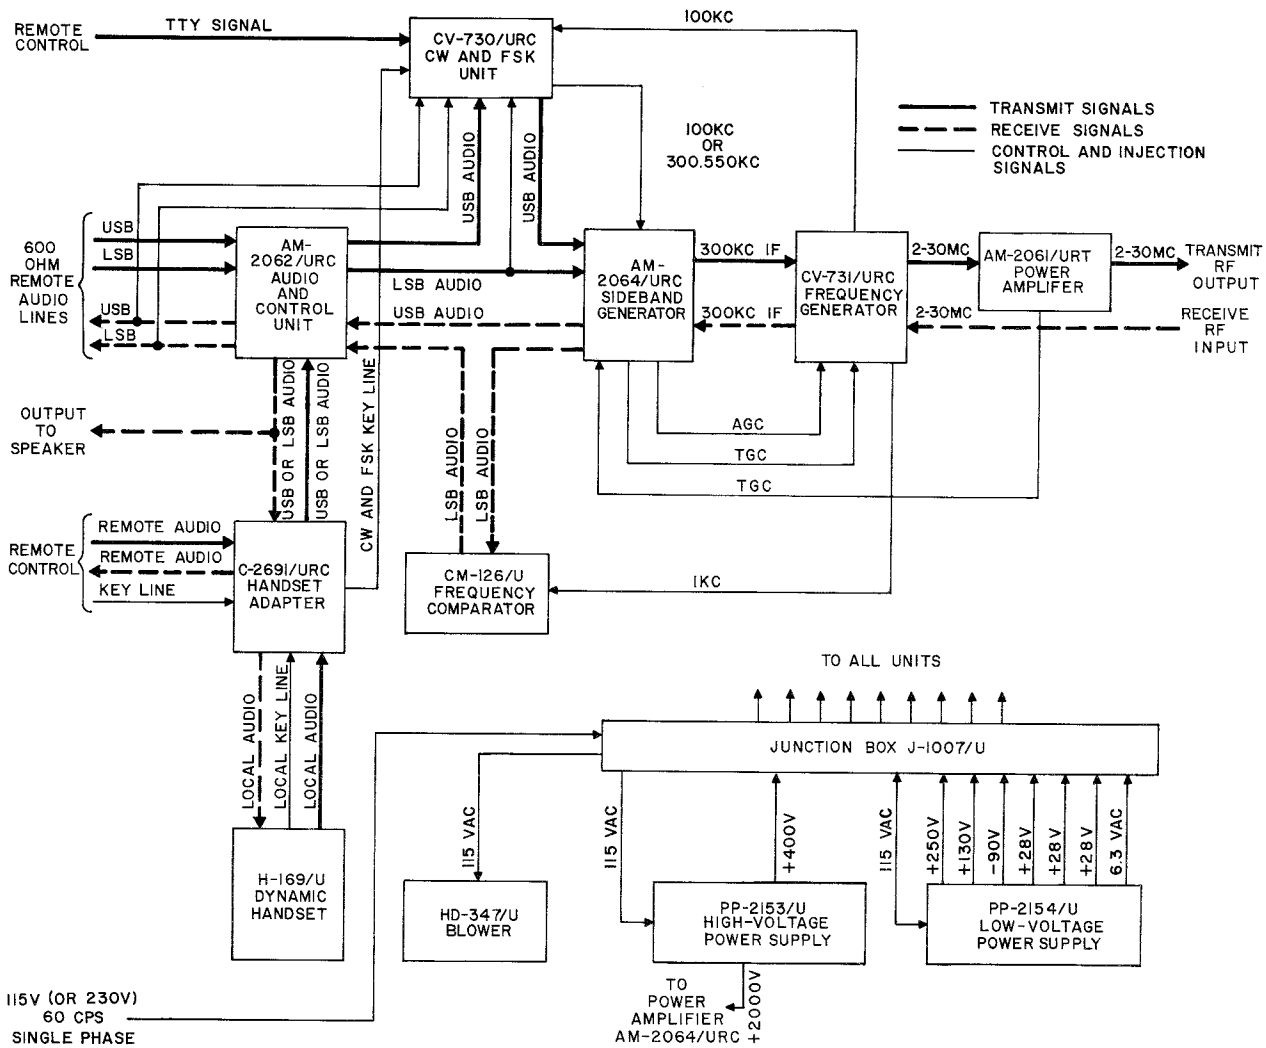 100KC
TTY SIGNAL
REMOTE
CONTROL
CV-730/URC
CW AND FSK
UNIT
TRANSMIT SIGNALS
RECEIVE SIGNALS
CONTROL AND INJECTION
SIGNALS
100KC
OR
300.550KC
USB AUDIO
USB AUDIO
600
OHM
REMOTE
AUDIO
LINES
USB
LSB
USB
LSB
AM-
2062/URC
AUDIO
AND
CONTROL
UNIT
LSB AUDIO
USB AUDIO
AM-
2064/URC
SIDEBAND
GENERATOR
300KC IF
300KC IF
CV-731/URC
FREQUENCY
GENERATOR
2-30MC
2-30MC
AM-2061/URT
POWER
AMPLIFER
2-30MC
TRANSMIT
RF
OUTPUT
RECEIVE
RF
INPUT
OUTPUT
TO
SPEAKER
USB OR LSB AUDIO
USB OR LSB AUDIO
CW AND FSK KEY LINE
LSB AUDIO
LSB AUDIO
AGC
TGC
TGC
REMOTE
CONTROL
REMOTE AUDIO
REMOTE AUDIO
KEY LINE
C-2691/URC
HANDSET
ADAPTER
CM-126/U
FREQUENCY
COMPARATOR
1KC
LOCAL AUDIO
LOCAL KEY LINE
LOCAL AUDIO
H-169/U
DYNAMIC
HANDSET
TO ALL UNITS
JUNCTION BOX J-1007/U
115 VAC
115 VAC
+400V
115 VAC
+250V
+130V
-90V
+28V
+28V
+28V
6.3 VAC
HD-347/U
BLOWER
PP-2153/U
HIGH-VOLTAGE
POWER SUPPLY
PP-2154/U
LOW-VOLTAGE
POWER SUPPLY
115V (OR 230V)
60 CPS
SINGLE PHASE
TO
POWER
AMPLIFIER
AM-2064/URC
+2000V